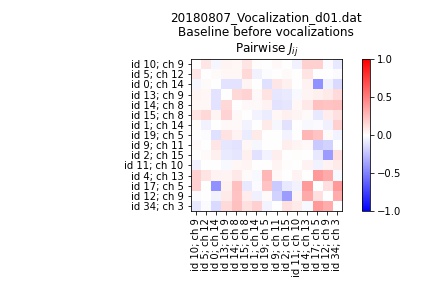 20180807_Vocalization_d01.dat
Baseline before vocalizations
Pairwise J_ij
id 10; ch 9
id 5; ch 12
id 0; ch 14
id 13; ch 9
id 14; ch 8
id 15; ch 8
id 1; ch 14
id 19; ch 5
id 9; ch 11
id 2; ch 15
id 11; ch 10
id 4; ch 13
id 17; ch 5
id 12; ch 9
id 34; ch 3
1.0
0.5
0.0
−0.5
−1.0
id 10; ch 9
id 5; ch 12
id 0; ch 14
id 13; ch 9
id 14; ch 8
id 15; ch 8
id 1; ch 14
id 19; ch 5
id 9; ch 11
id 2; ch 15
id 11; ch 10
id 4; ch 13
id 17; ch 5
id 12; ch 9
id 34; ch 3